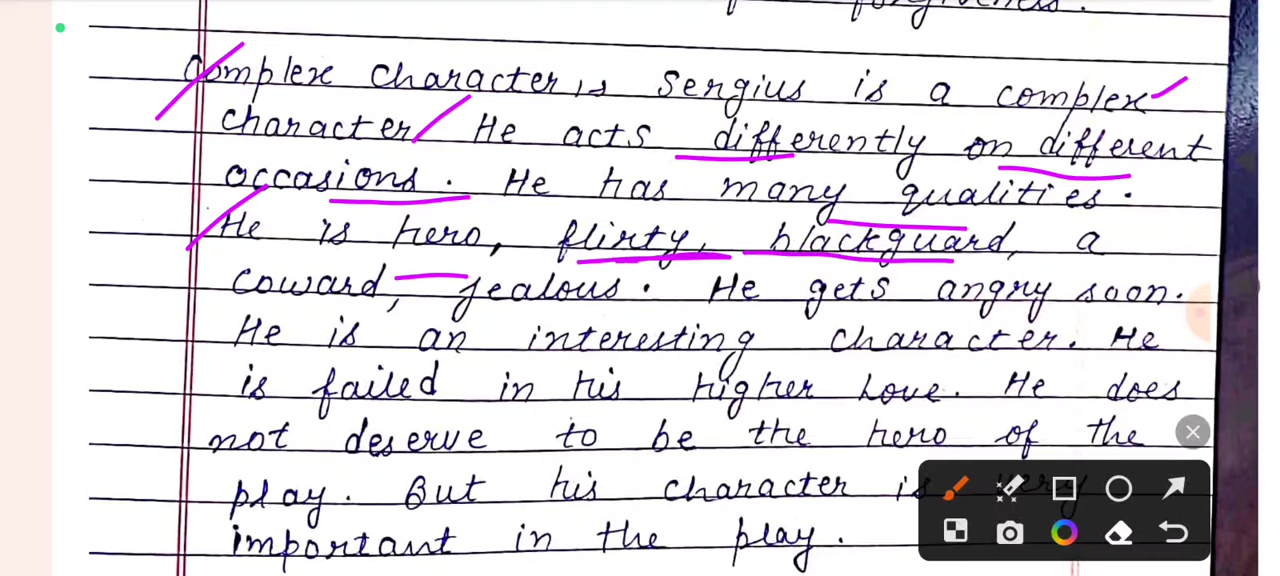 forgiveness.
Complex character is Sergius is a complex
character He acts differently on different
occasions. He has many qualities.
He is hero, flirty, blackguard, a
coward, jealous. He gets angry soon.
He is an interesting character. He
is failed in his higher Love. He does
not deserve to be the hero of the
play. But his character is very
important in the play.